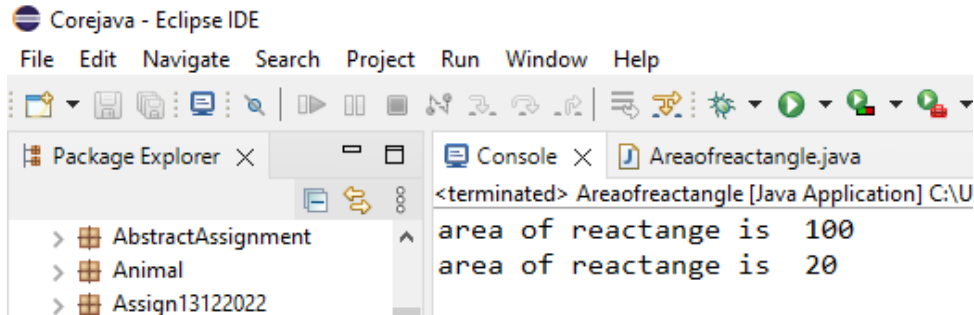 Corejava - Eclipse IDE
File Edit Navigate Search Project Run Window Help
Package Explorer
Console Areaofreactangle.java
<terminated> Areaofreactangle [Java Application] C:\U
AbstractAssignment
Animal
Assign13122022
area of reactange is  100
area of reactange is  20